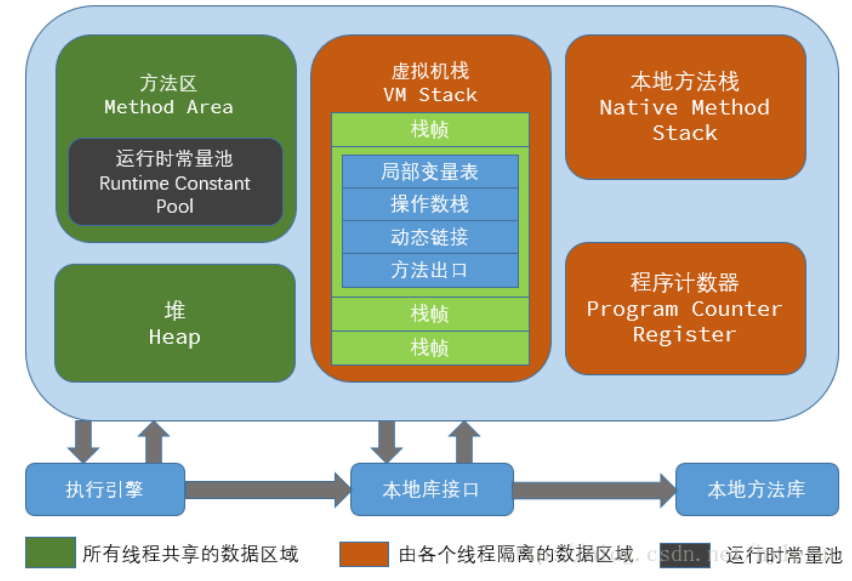 方法区
Method Area
运行时常量池
Runtime Constant
Pool
堆
Heap
虚拟机栈
VM Stack
栈帧
局部变量表
操作数栈
动态链接
方法出口
栈帧
栈帧
本地方法栈
Native Method
Stack
程序计数器
Program Counter
Register
执行引擎
本地库接口
本地方法库
所有线程共享的数据区域
由各个线程隔离的数据区域
运行时常量池